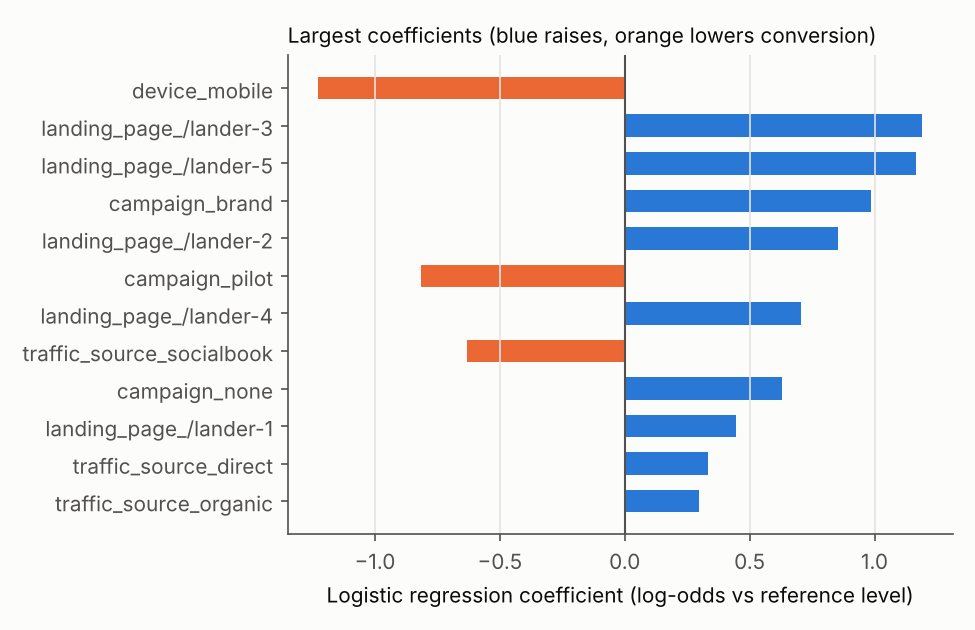 Largest coefficients (blue raises, orange lowers conversion)
device_mobile
landing_page_/lander-3
landing_page_/lander-5
campaign_brand
landing_page_/lander-2
campaign_pilot
landing_page_/lander-4
traffic_source_socialbook
campaign_none
landing_page_/lander-1
traffic_source_direct
traffic_source_organic
−1.0 −0.5 0.0 0.5 1.0
Logistic regression coefficient (log-odds vs reference level)